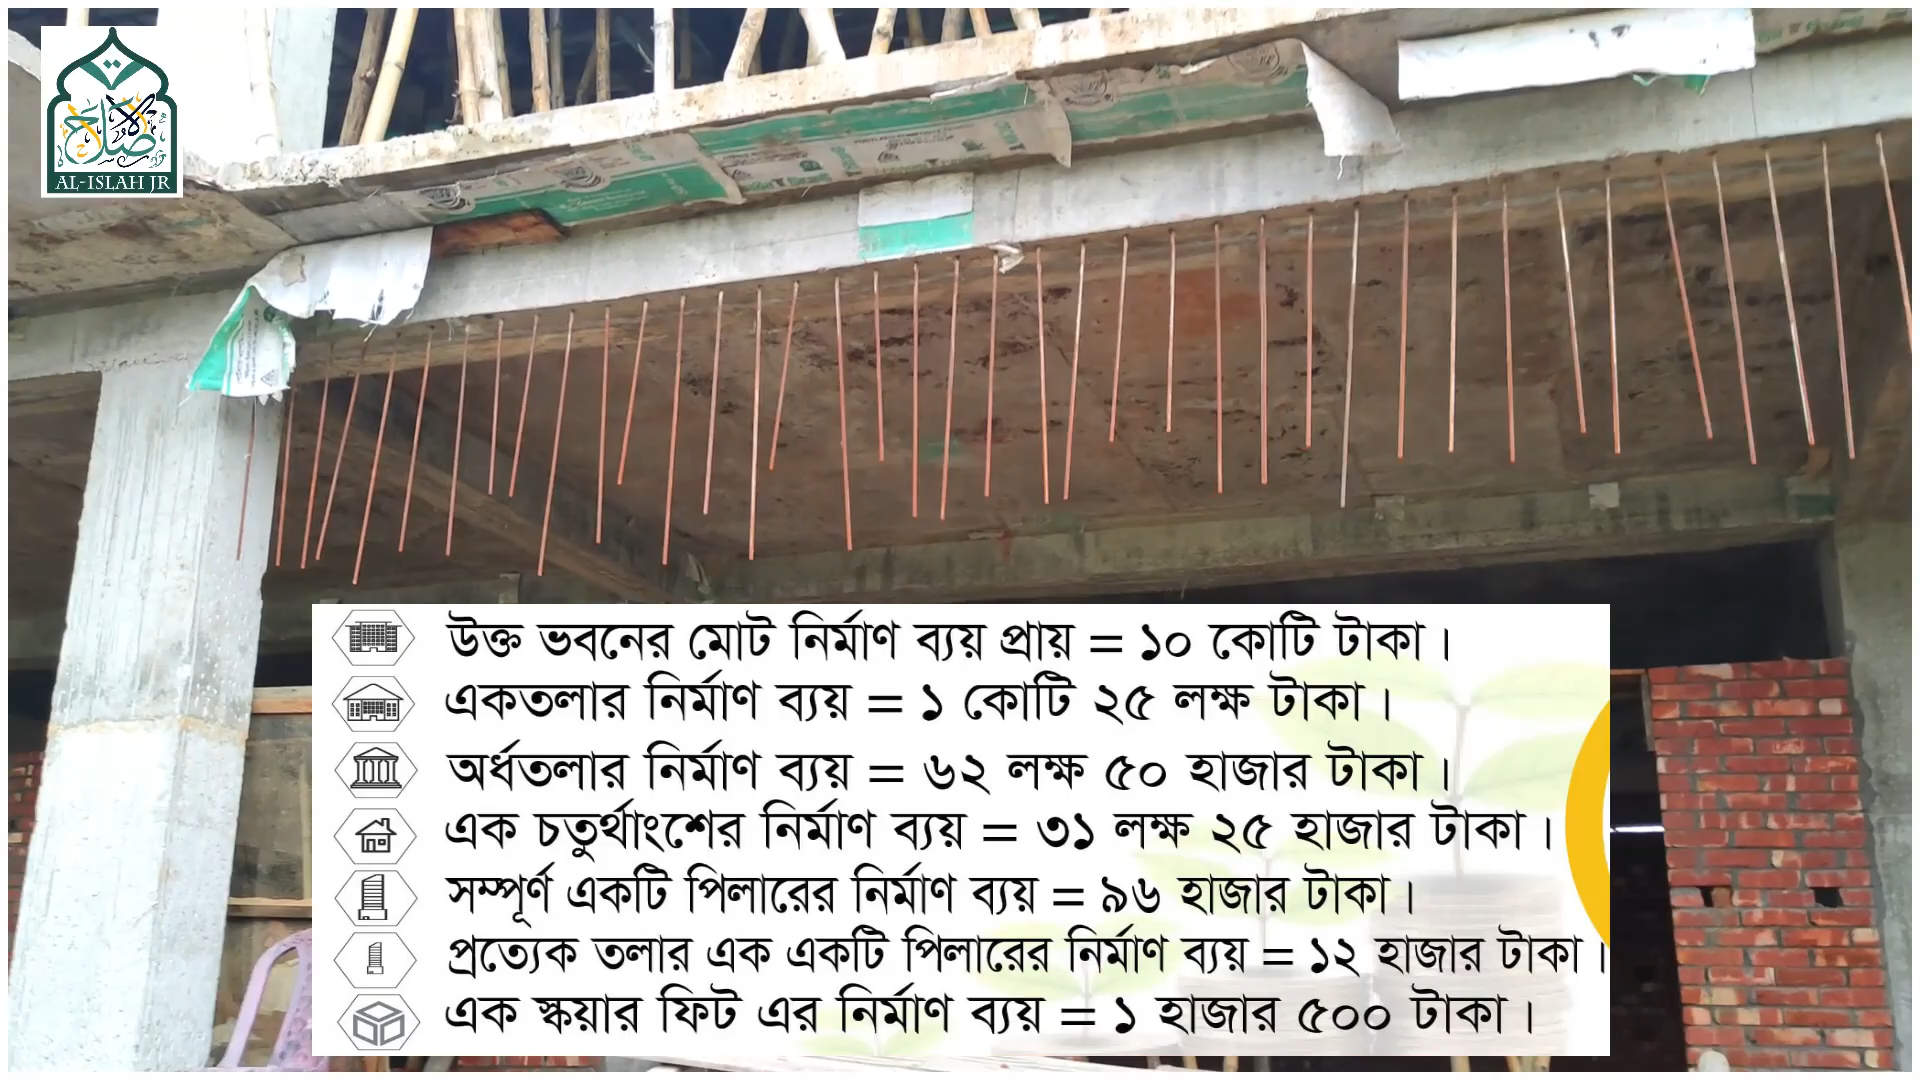 AL-ISLAH JR
উক্ত ভবনের মোট নির্মাণ ব্যয় প্রায় = ১০ কোটি টাকা।
একতলার নির্মাণ ব্যয় = ১ কোটি ২৫ লক্ষ টাকা।
অর্ধতলার নির্মাণ ব্যয় = ৬২ লক্ষ ৫০ হাজার টাকা।
এক চতুর্থাংশের নির্মাণ ব্যয় = ৩১ লক্ষ ২৫ হাজার টাকা।
সম্পূর্ণ একটি পিলারের নির্মাণ ব্যয় = ৯৬ হাজার টাকা।
প্রত্যেক তলার এক একটি পিলারের নির্মাণ ব্যয় = ১২ হাজার টাকা।
এক স্কয়ার ফিট এর নির্মাণ ব্যয় = ১ হাজার ৫০০ টাকা।